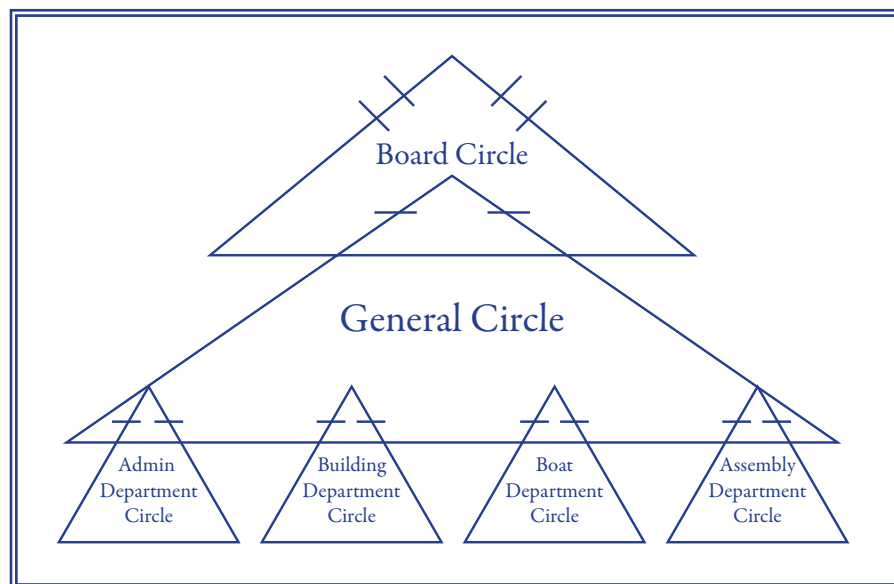 Board Circle
General Circle
Admin
Department
Circle
Building
Department
Circle
Boat
Department
Circle
Assembly
Department
Circle